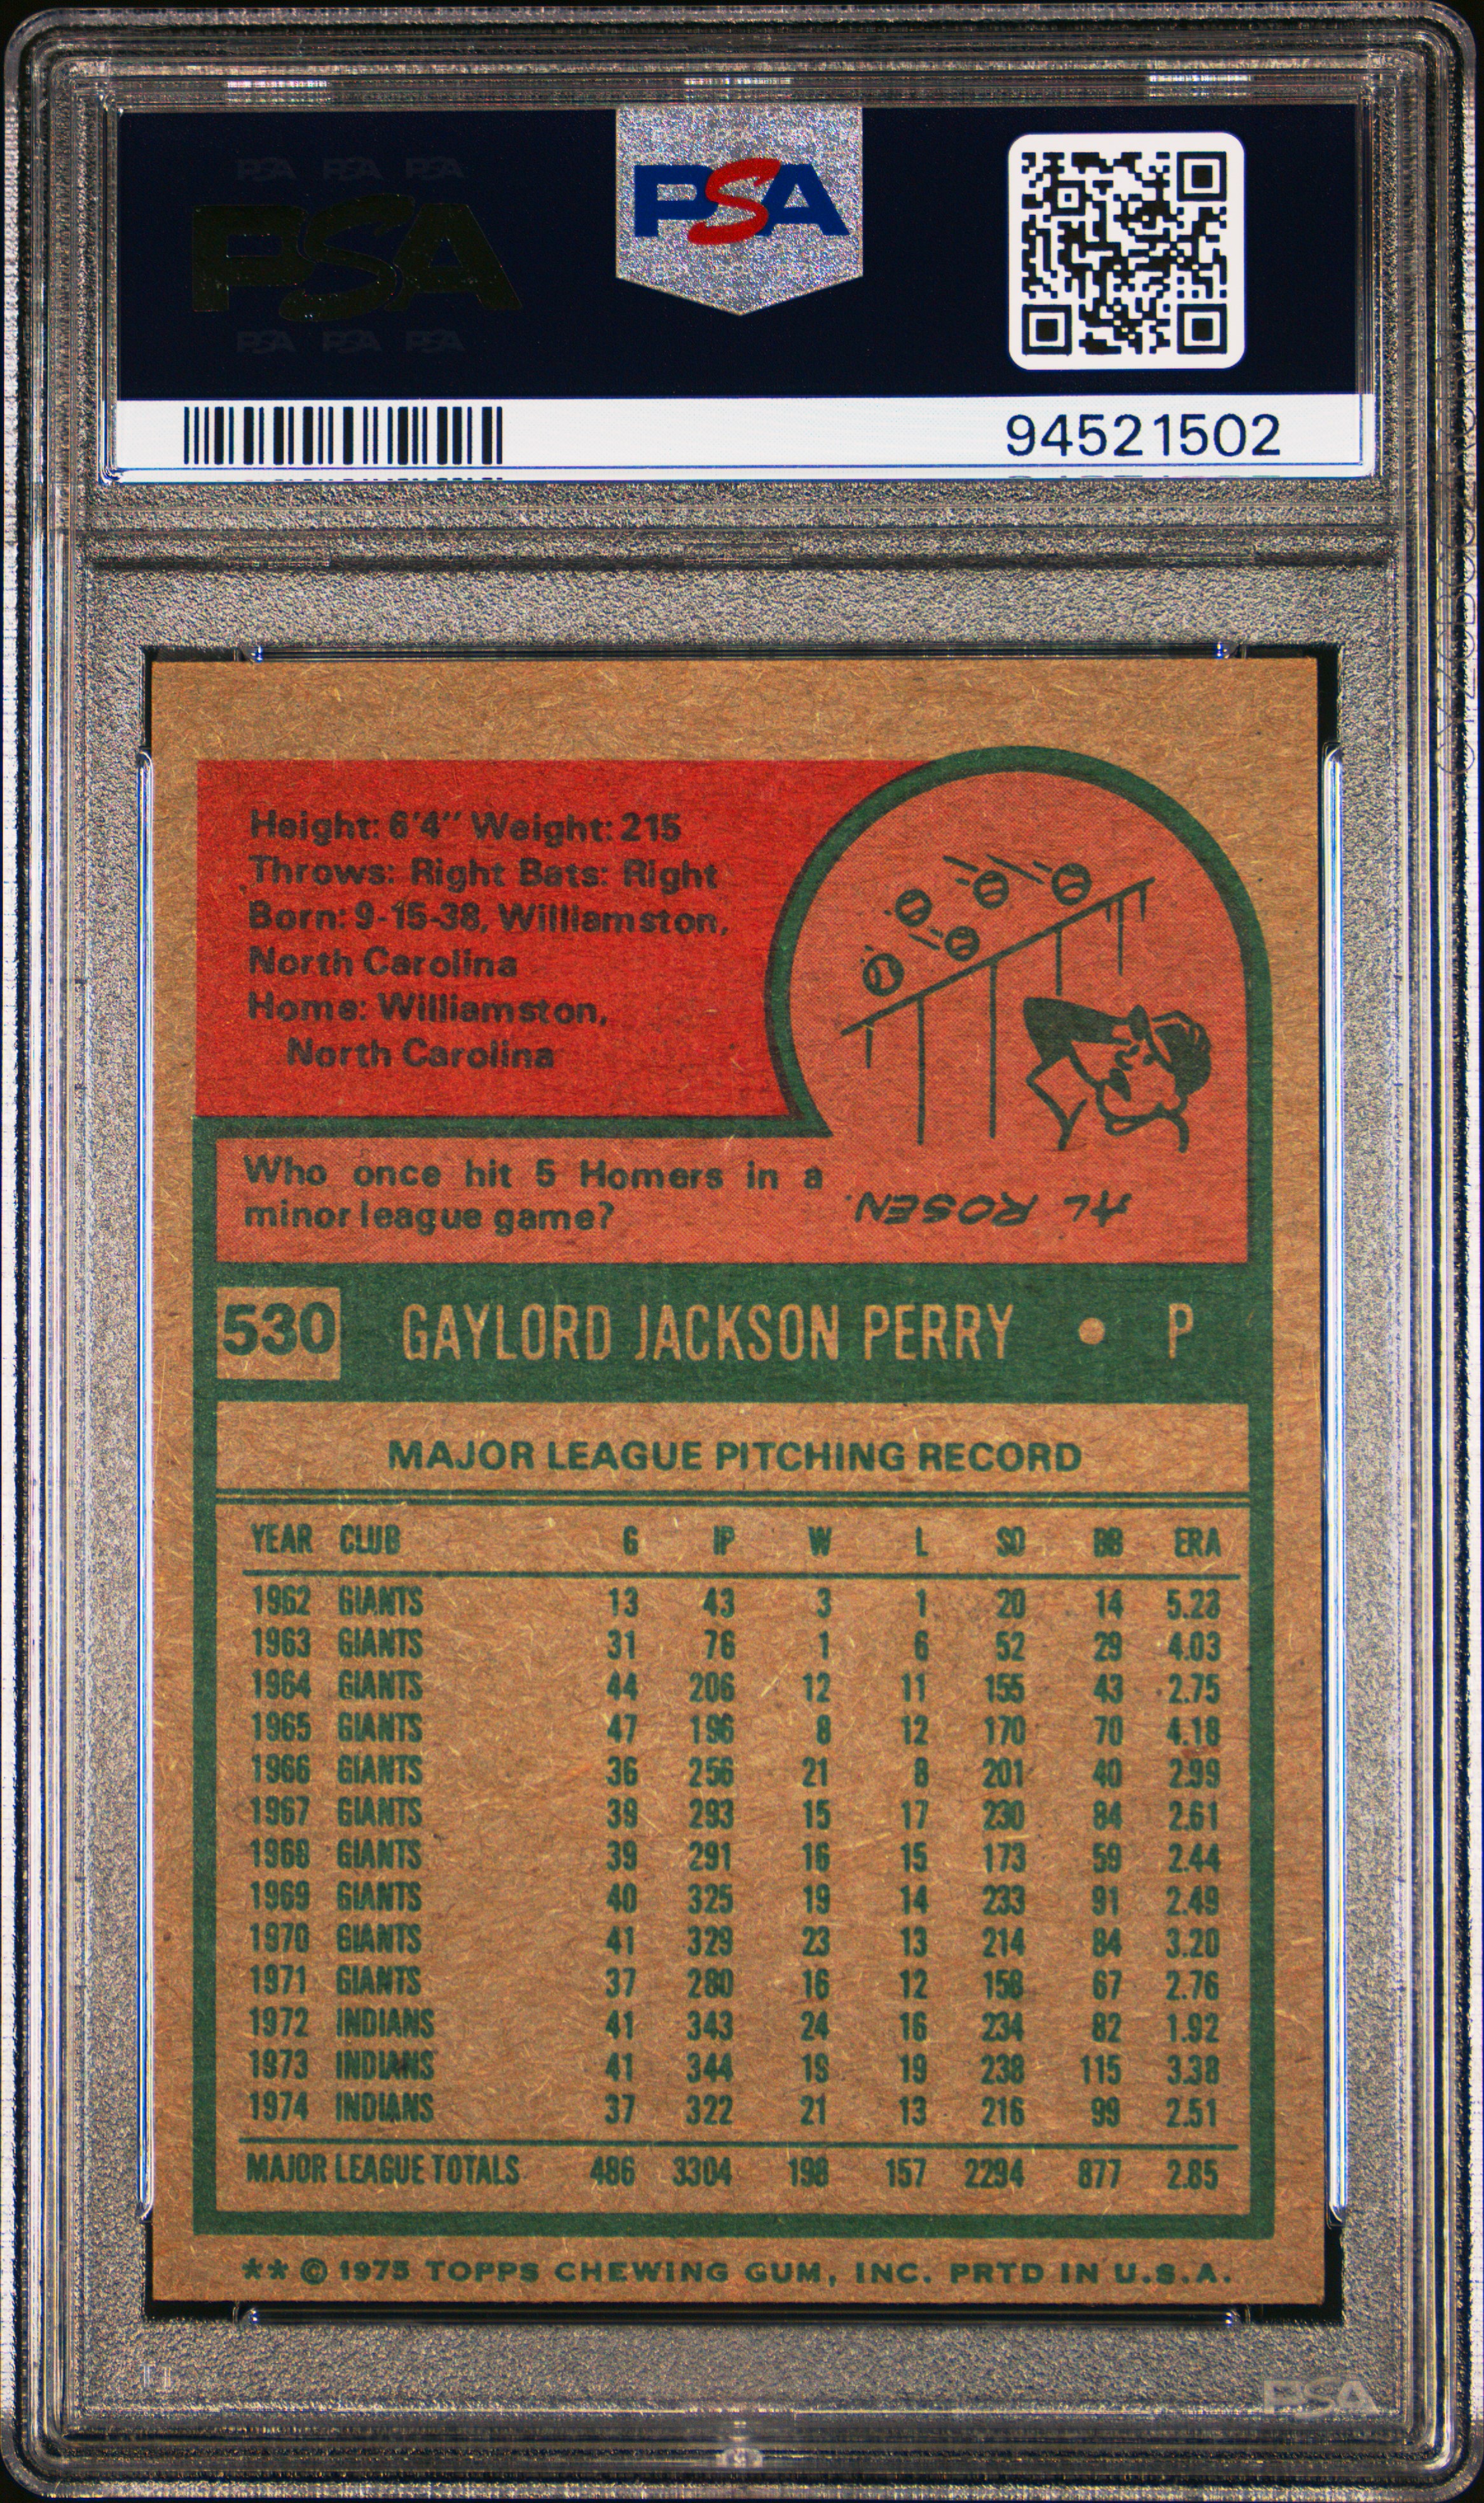 PSA PSA PSA
PSA
PSA PSA PSA
PSA
94521502
Height: 6'4" Weight: 215
Throws: Right Bats: Right
Born: 9-15-38, Williamston,
North Carolina
Home: Williamston,
North Carolina
Who once hit 5 Homers in a
minor league game?
AL ROSEN.
530 GAYLORD JACKSON PERRY • P
MAJOR LEAGUE PITCHING RECORD
YEAR CLUB G IP W L SO BB ERA
1962 GIANTS 13 43 3 1 20 14 5.23
1963 GIANTS 31 76 1 6 52 29 4.03
1964 GIANTS 44 206 12 11 155 43 2.75
1965 GIANTS 47 196 8 12 170 70 4.18
1966 GIANTS 36 256 21 8 201 40 2.99
1967 GIANTS 39 293 15 17 230 84 2.61
1968 GIANTS 39 291 16 15 173 59 2.44
1969 GIANTS 40 325 19 14 233 91 2.49
1970 GIANTS 41 329 23 13 214 84 3.20
1971 GIANTS 37 280 16 12 158 67 2.76
1972 INDIANS 41 343 24 16 234 82 1.92
1973 INDIANS 41 344 19 19 238 115 3.38
1974 INDIANS 37 322 21 13 216 99 2.51
MAJOR LEAGUE TOTALS 486 3304 198 157 2294 877 2.85
** © 1975 TOPPS CHEWING GUM, INC. PRTD IN U.S.A.
PSA